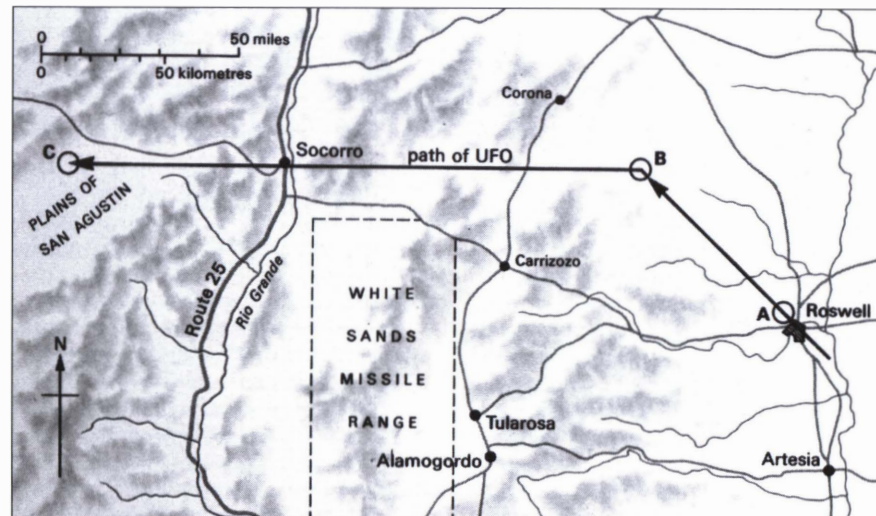 0 50 miles
0 50 kilometres
Corona
C
Socorro
path of UFO
B
PLAINS OF
SAN AGUSTIN
Route 25
Rio Grande
Carrizozo
A
Roswell
WHITE
SANDS
MISSILE
RANGE
N
Tularosa
Alamogordo
Artesia